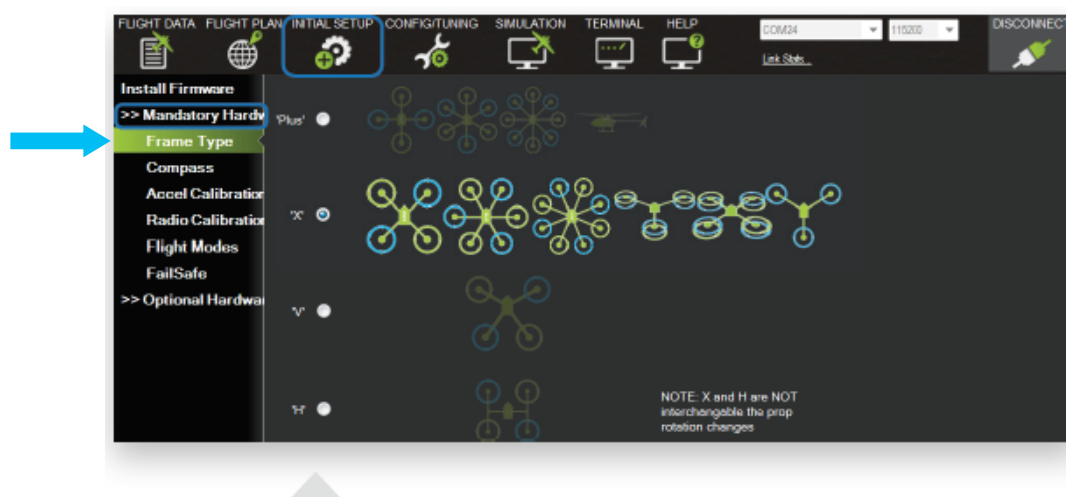 FLIGHT DATA FLIGHT PLAN INITIAL SETUP CONFIG/TUNING SIMULATION TERMINAL HELP COM24 115200 DISCONNECT
Link Stats...
Install Firmware
>> Mandatory Hardw
'Plus'
Frame Type
Compass
Accel Calibration
Radio Calibration
'X'
Flight Modes
FailSafe
>> Optional Hardwa
'V'
'H'
NOTE: X and H are NOT
interchangable the prop
rotation changes